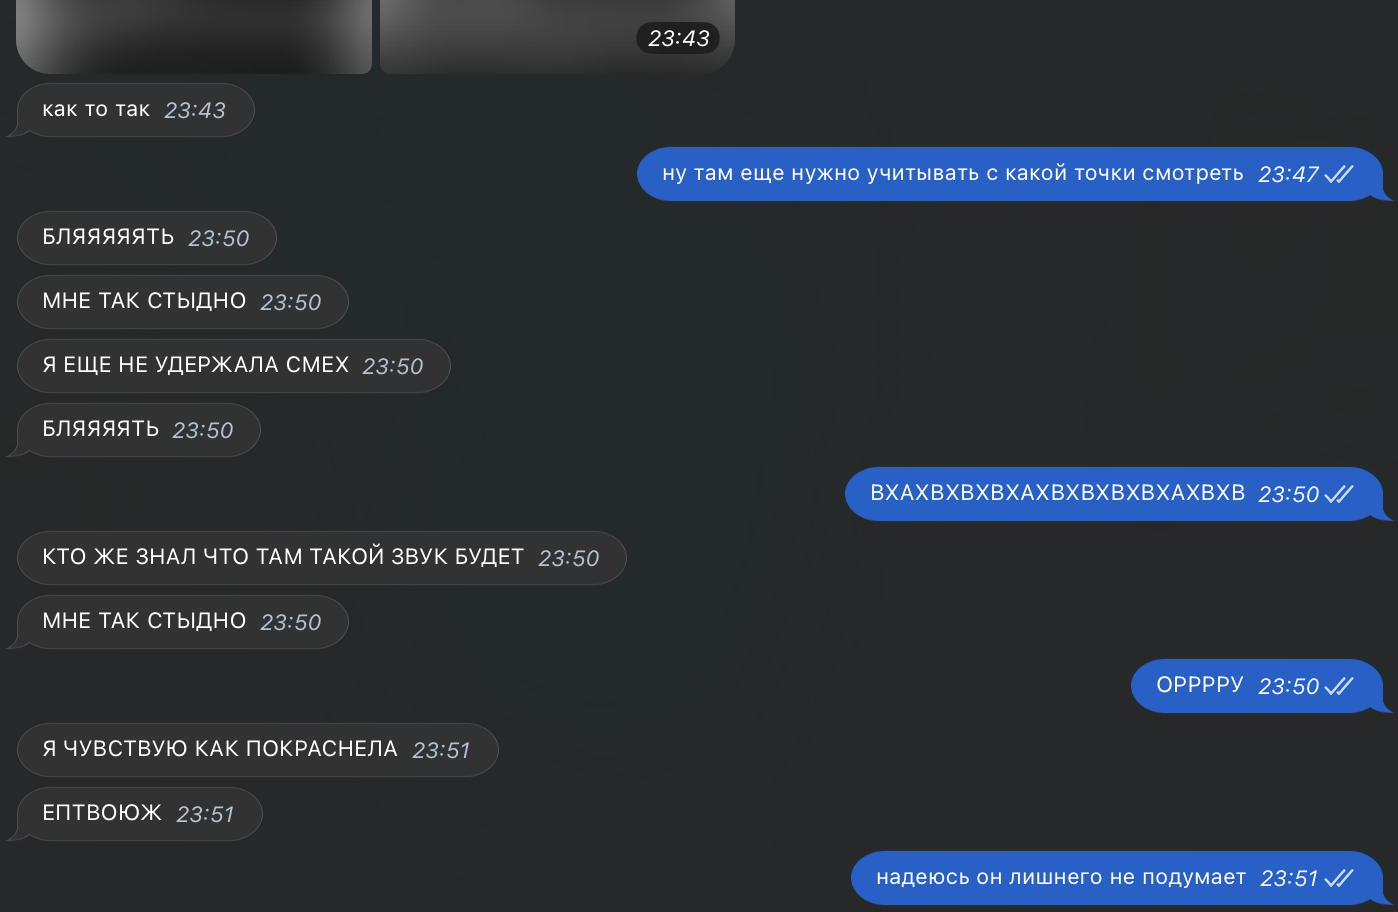 23:43
как то так 23:43
ну там еще нужно учитывать с какой точки смотреть 23:47
БЛЯЯЯЯЯТЬ 23:50
МНЕ ТАК СТЫДНО 23:50
Я ЕЩЕ НЕ УДЕРЖАЛА СМЕХ 23:50
БЛЯЯЯЯТЬ 23:50
ВХАХВХВХВХАХВХВХВХВХАХВХВ 23:50
КТО ЖЕ ЗНАЛ ЧТО ТАМ ТАКОЙ ЗВУК БУДЕТ 23:50
МНЕ ТАК СТЫДНО 23:50
ОРРРРУ 23:50
Я ЧУВСТВУЮ КАК ПОКРАСНЕЛА 23:51
ЕПТВОЮЖ 23:51
надеюсь он лишнего не подумает 23:51